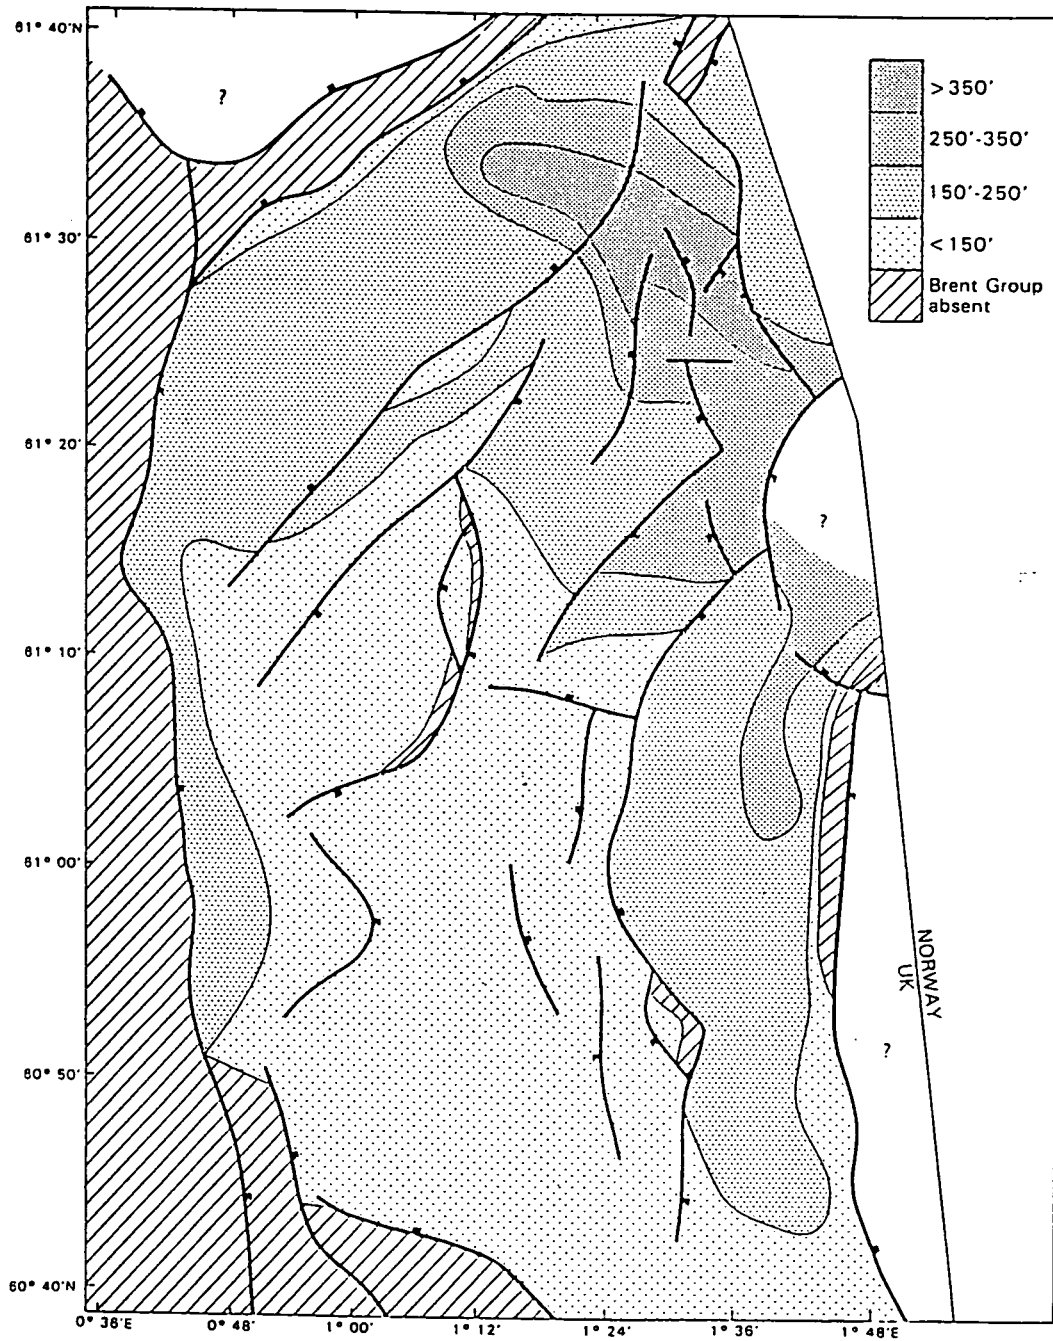 61° 40'N
61° 30'
61° 20'
61° 10'
61° 00'
60° 50'
60° 40'N
0° 36'E
0° 48'
1° 00'
1° 12'
1° 24'
1° 36'
1° 48'E
>350'
250'-350'
150'-250'
<150'
Brent Group
absent
?
?
?
NORWAY
UK